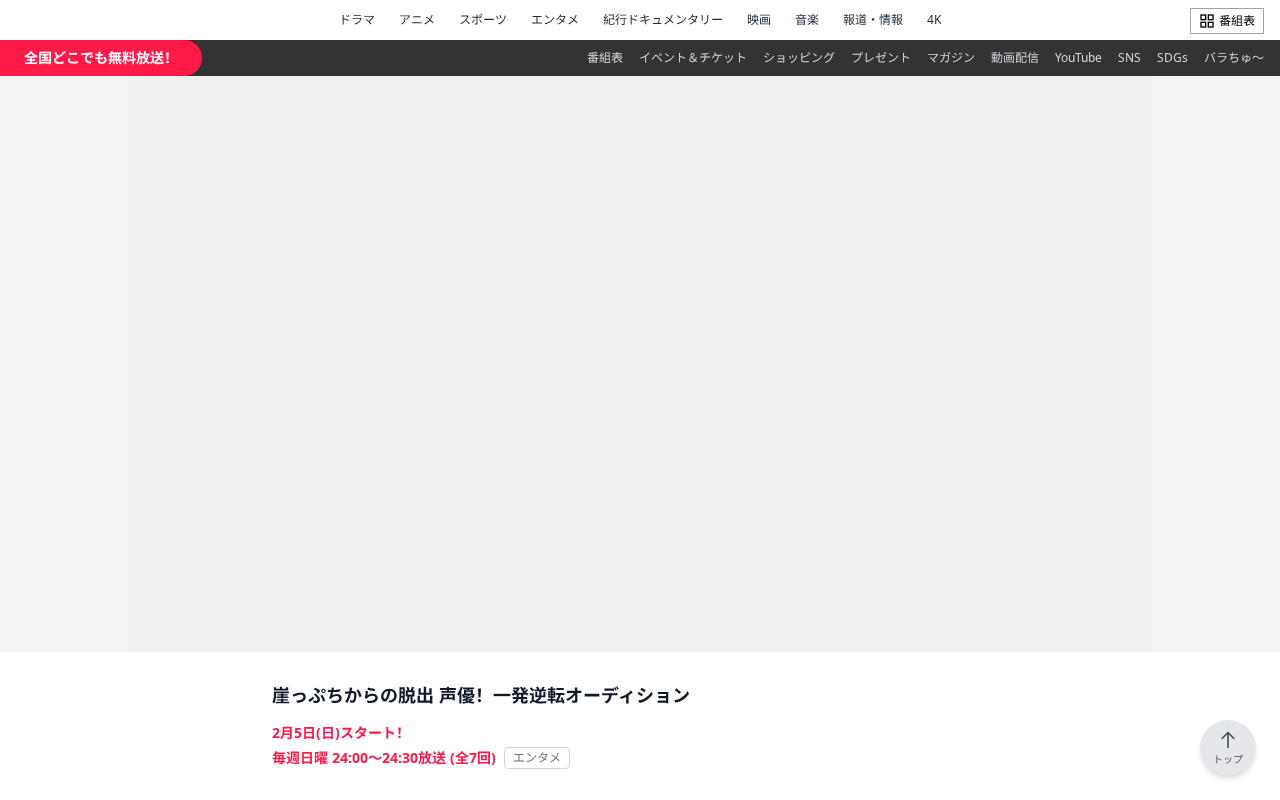 ドラマ アニメ スポーツ エンタメ 紀行ドキュメンタリー 映画 音楽 報道・情報 4K 番組表
全国どこでも無料放送! 番組表 イベント＆チケット ショッピング プレゼント マガジン 動画配信 YouTube SNS SDGs バラちゅ〜
崖っぷちからの脱出 声優！一発逆転オーディション
2月5日(日)スタート！
毎週日曜 24:00〜24:30放送 (全7回) エンタメ
トップ